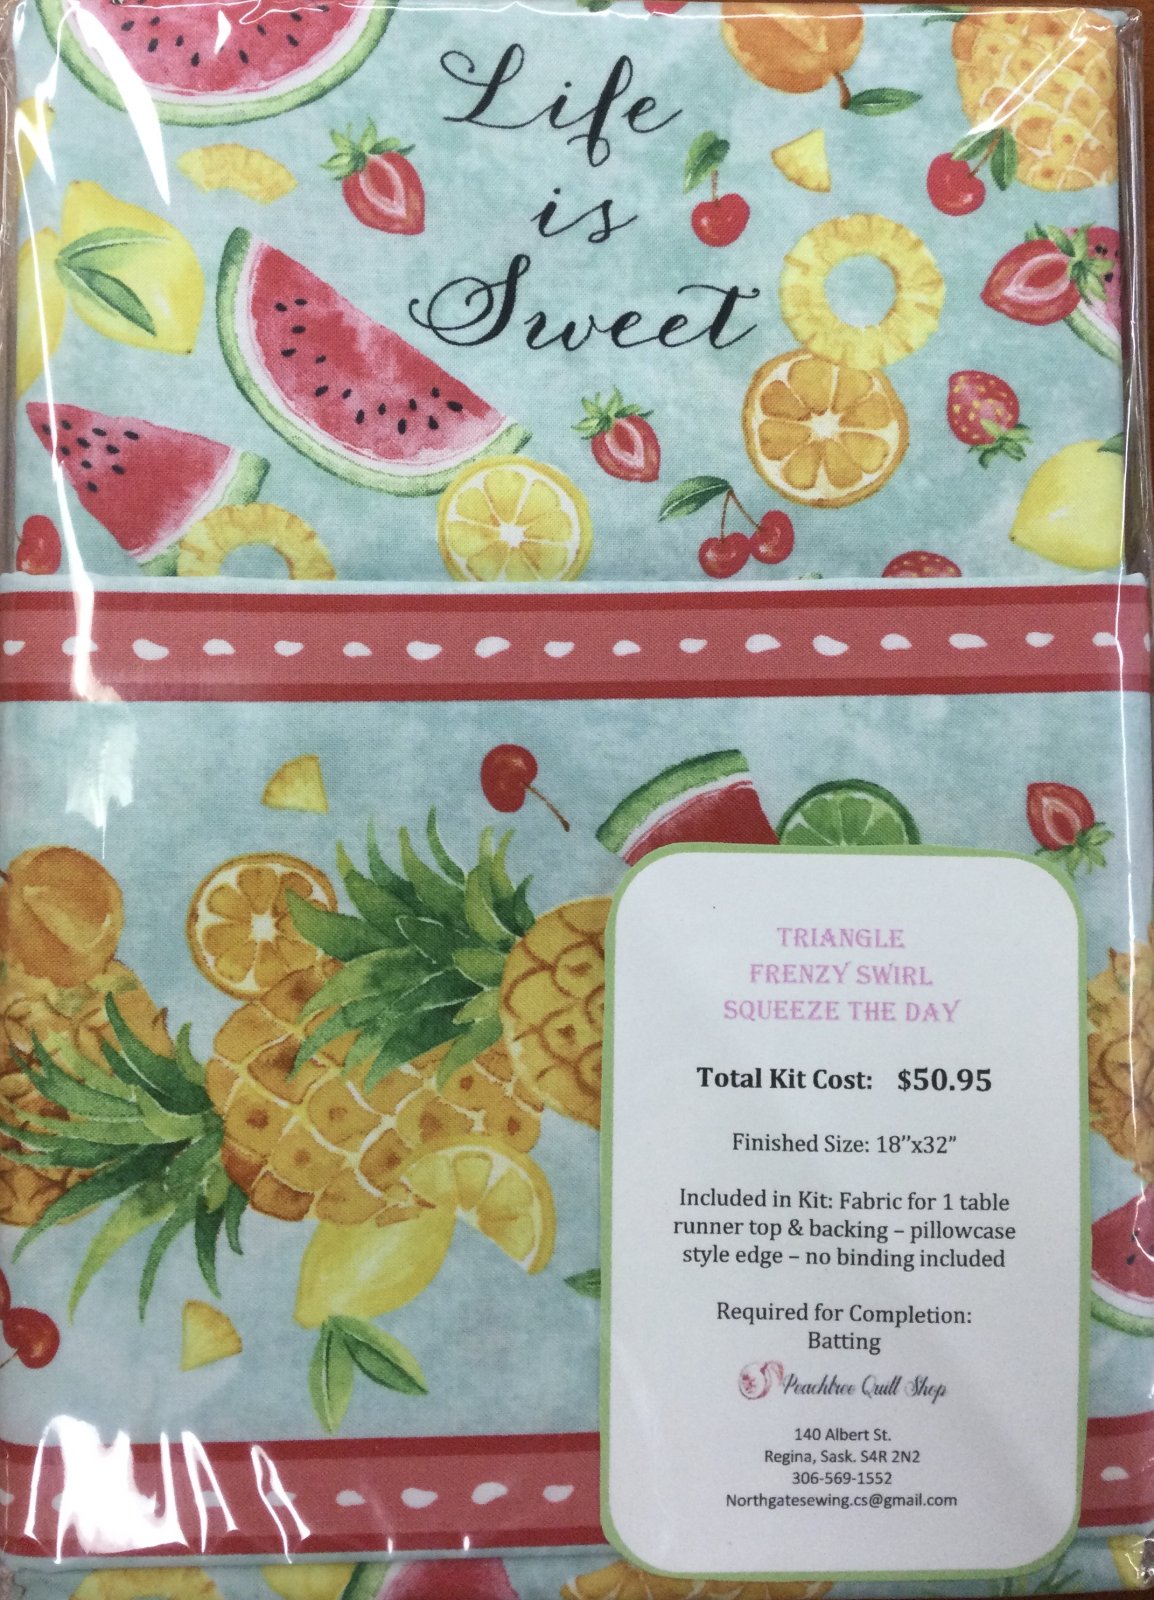 Life
is
Sweet
TRIANGLE
FRENZY SWIRL
SQUEEZE THE DAY
Total Kit Cost: $50.95
Finished Size: 18”x32”
Included in Kit: Fabric for 1 table
runner top & backing – pillowcase
style edge – no binding included
Required for Completion:
Batting
Peachtree Quilt Shop
140 Albert St.
Regina, Sask. S4R 2N2
306-569-1552
Northgatesewing.cs@gmail.com